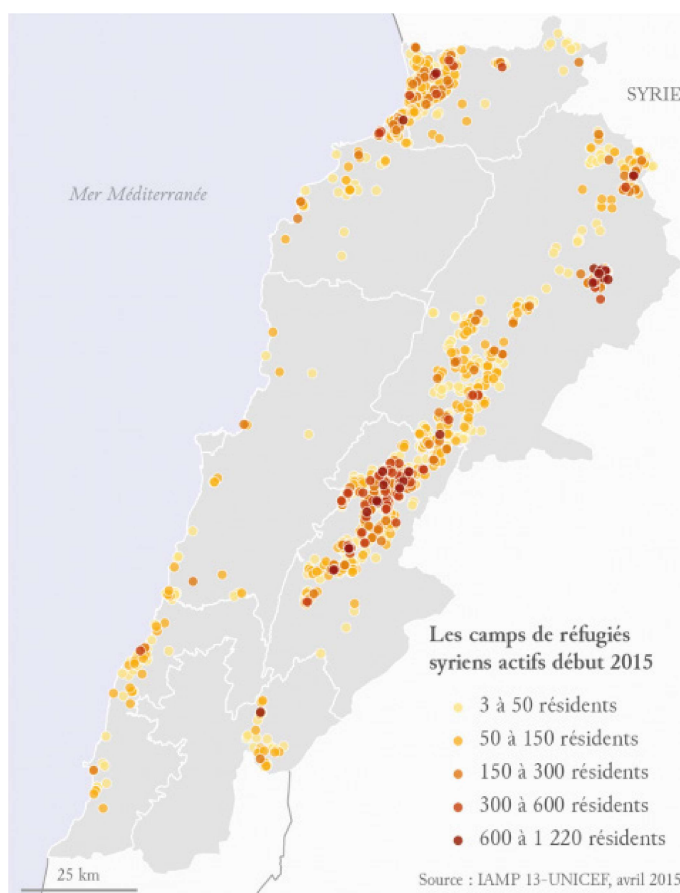 SYRIE
Mer Méditerranée
Les camps de réfugiés
syriens actifs début 2015
3 à 50 résidents
50 à 150 résidents
150 à 300 résidents
300 à 600 résidents
600 à 1 220 résidents
25 km
Source : IAMP 13-UNICEF, avril 2015